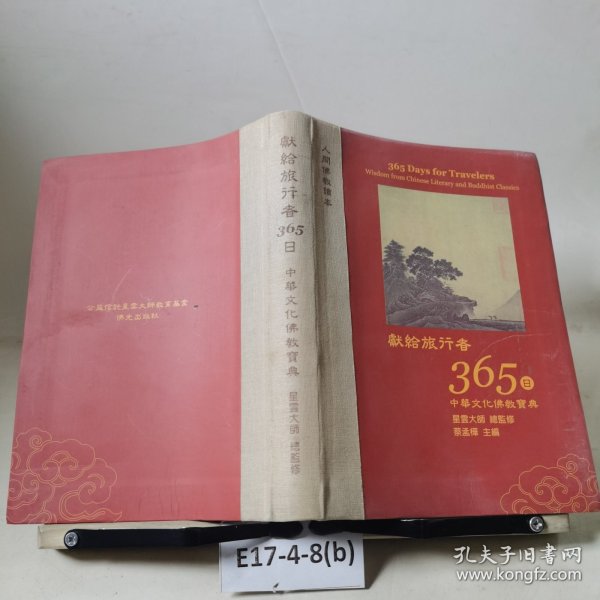 公益信託星雲大師教育基金
佛光出版社
獻給旅行者365日
中華文化佛教寶典
星雲大師 總監修
人間佛教讀本
365 Days for Travelers
Wisdom from Chinese Literary and Buddhist Classics
獻給旅行者
365日
中華文化佛教寶典
星雲大師 總監修
蔡孟樺 主編
E17-4-8(b)
孔夫子旧书网
www.kongfz.com